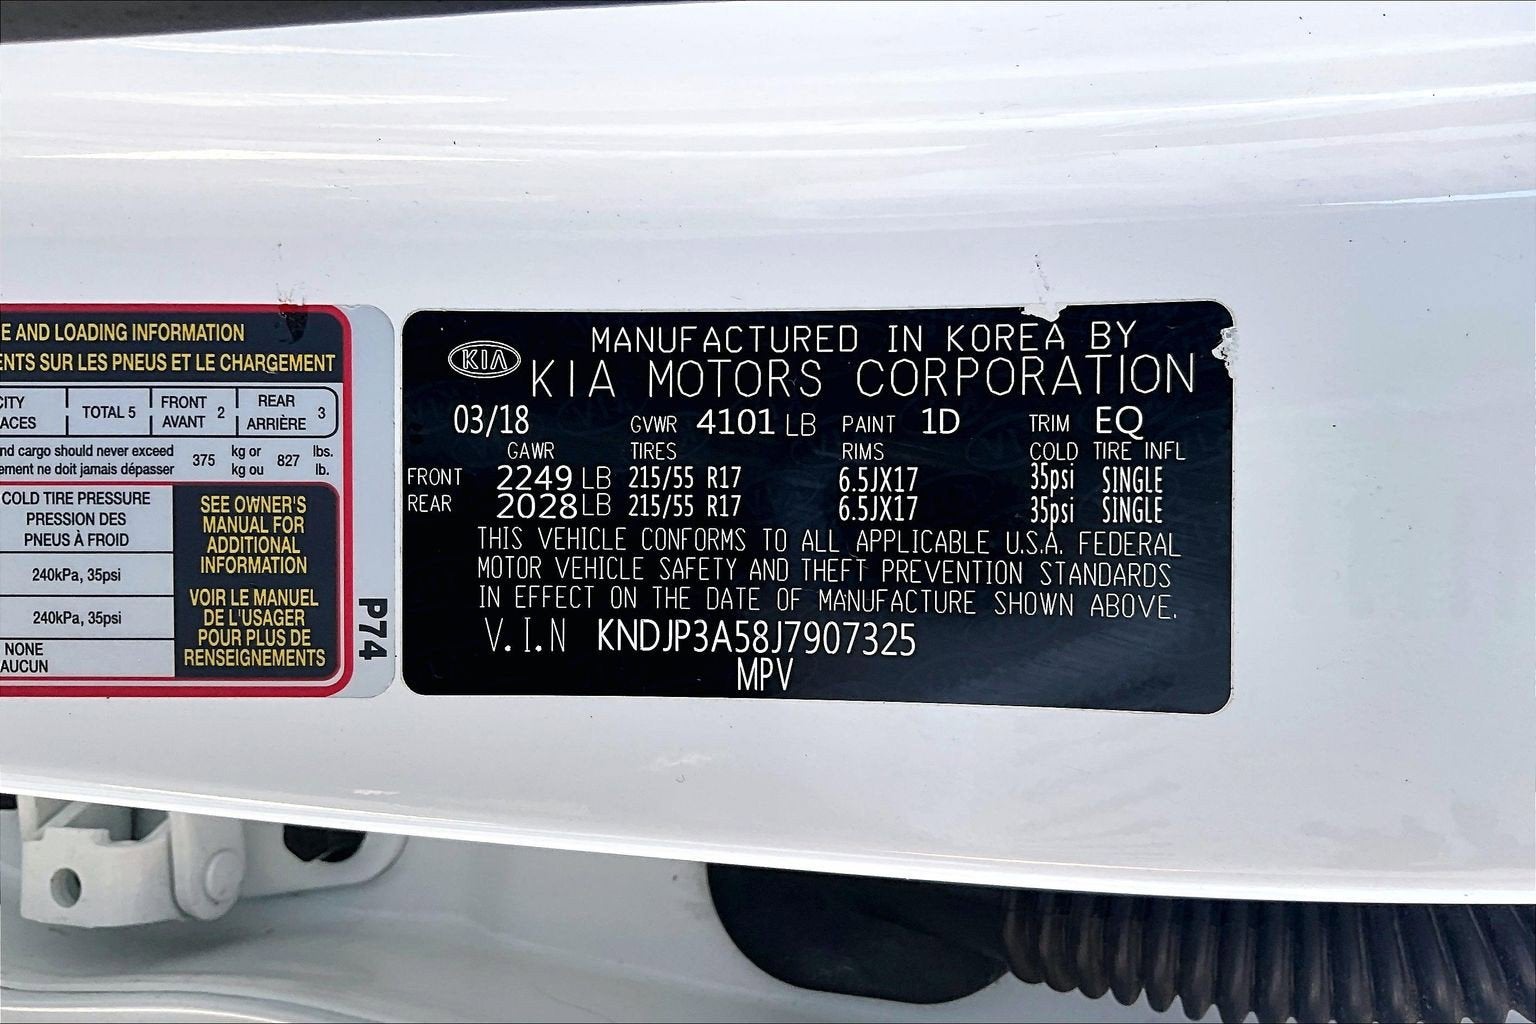 E AND LOADING INFORMATION
ENTS SUR LES PNEUS ET LE CHARGEMENT
CITY
ACES
TOTAL 5
FRONT
AVANT 2
REAR
ARRIÈRE 3
nd cargo should never exceed
ement ne doit jamais dépasser
375 kg or
kg ou 827 lbs.
lb.
COLD TIRE PRESSURE
PRESSION DES
PNEUS À FROID
240kPa, 35psi
240kPa, 35psi
NONE
AUCUN
SEE OWNER'S
MANUAL FOR
ADDITIONAL
INFORMATION
VOIR LE MANUEL
DE L'USAGER
POUR PLUS DE
RENSEIGNEMENTS
P74
KIA
MANUFACTURED IN KOREA BY
KIA MOTORS CORPORATION
03/18 GVWR 4101 LB PAINT 1D TRIM EQ
GAWR TIRES RIMS COLD TIRE INFL
FRONT 2249 LB 215/55 R17 6.5JX17 35psi SINGLE
REAR 2028 LB 215/55 R17 6.5JX17 35psi SINGLE
THIS VEHICLE CONFORMS TO ALL APPLICABLE U.S.A. FEDERAL
MOTOR VEHICLE SAFETY AND THEFT PREVENTION STANDARDS
IN EFFECT ON THE DATE OF MANUFACTURE SHOWN ABOVE.
V.I.N KNDJP3A58J7907325
MPV